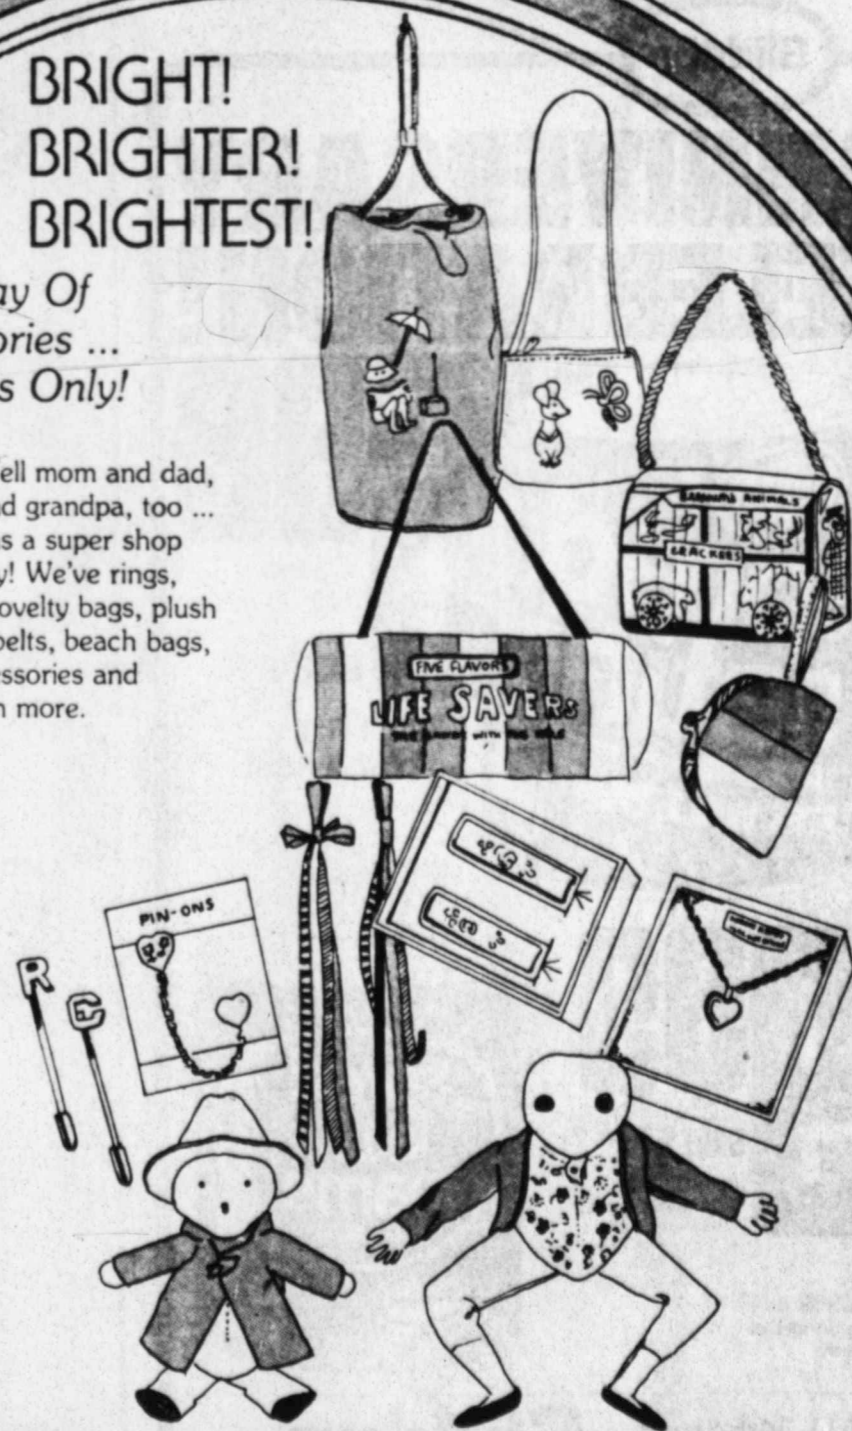 BRIGHT!
BRIGHTER!
BRIGHTEST!
ay Of
ories ...
s Only!
ell mom and dad,
d grandpa, too ...
s a super shop
y! We've rings,
ovelty bags, plush
belts, beach bags,
essories and
n more.
BARNUM'S ANIMALS
CRACKERS
FIVE FLAVORS
LIFE SAVERS
PIN-ONS
R
E